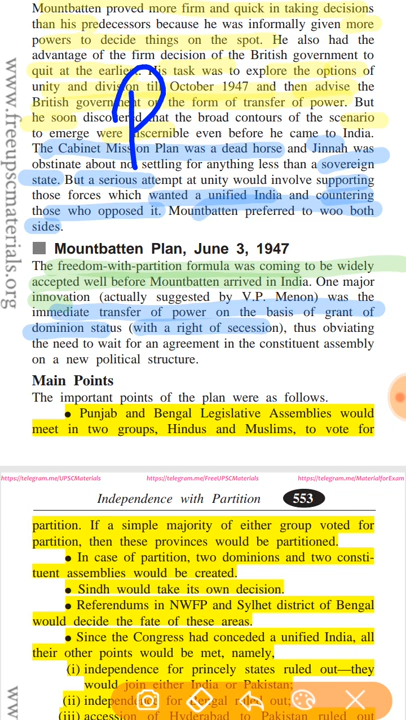 Mountbatten proved more firm and quick in taking decisions
than his predecessors because he was informally given more
powers to decide things on the spot. He also had the
advantage of the firm decision of the British government to
quit at the earliest. His task was to explore the options of
unity and division till October 1947 and then advise the
British government on the form of transfer of power. But
he soon discovered that the broad contours of the scenario
to emerge were discernible even before he came to India.
The Cabinet Mission Plan was a dead horse and Jinnah was
obstinate about not settling for anything less than a sovereign
state. But a serious attempt at unity would involve supporting
those forces which wanted a unified India and countering
those who opposed it. Mountbatten preferred to woo both
sides.
Mountbatten Plan, June 3, 1947
The freedom-with-partition formula was coming to be widely
accepted well before Mountbatten arrived in India. One major
innovation (actually suggested by V.P. Menon) was the
immediate transfer of power on the basis of grant of
dominion status (with a right of secession), thus obviating
the need to wait for an agreement in the constituent assembly
on a new political structure.
Main Points
The important points of the plan were as follows.
● Punjab and Bengal Legislative Assemblies would
meet in two groups, Hindus and Muslims, to vote for
https://telegram.me/UPSCMaterials https://telegram.me/FreeUPSCMaterials https://telegram.me/MaterialforExam
Independence with Partition 553
partition. If a simple majority of either group voted for
partition, then these provinces would be partitioned.
● In case of partition, two dominions and two consti-
tuent assemblies would be created.
● Sindh would take its own decision.
● Referendums in NWFP and Sylhet district of Bengal
would decide the fate of these areas.
● Since the Congress had conceded a unified India, all
their other points would be met, namely,
(i) independence for princely states ruled out—they
would join either India or Pakistan;
(ii) independence for Bengal ruled out;
(iii) accession of Hyderabad to Pakistan ruled out
www.freeupscmaterials.org
R